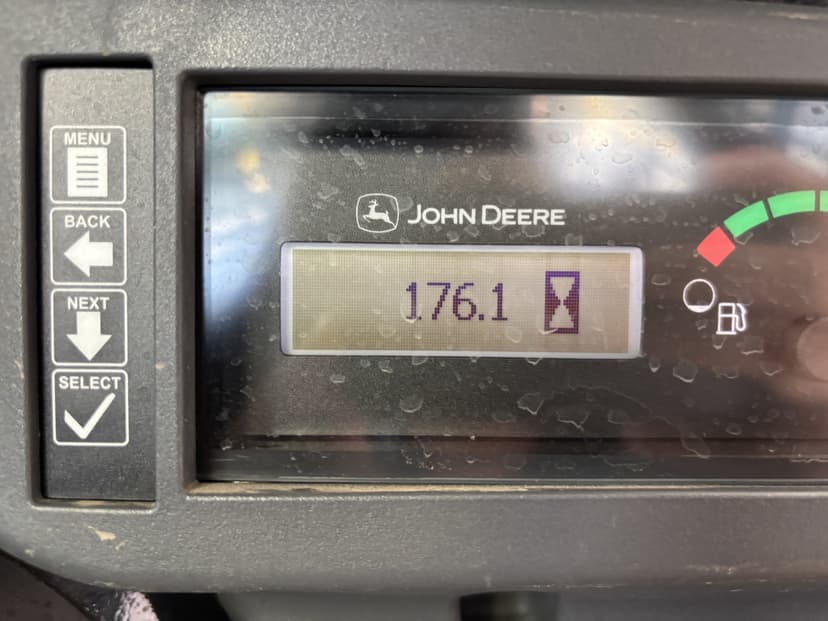 MENU
BACK
NEXT
SELECT
JOHN DEERE
176.1